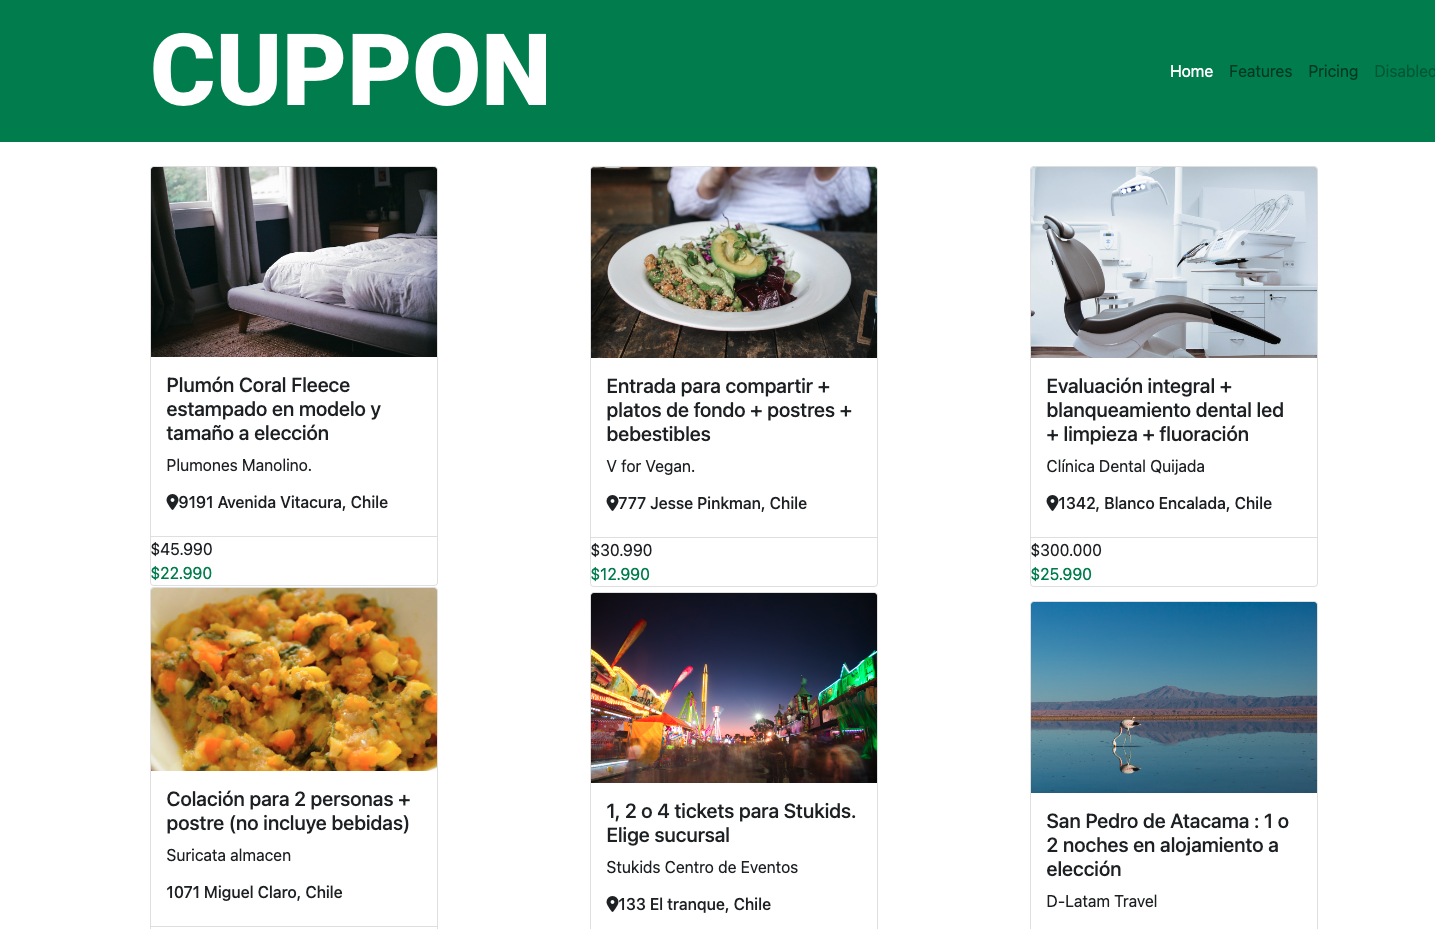 CUPPON
Home Features Pricing Disabled
Plumón Coral Fleece
estampado en modelo y
tamaño a elección
Plumones Manolino.
9191 Avenida Vitacura, Chile
$45.990
$22.990
Entrada para compartir +
platos de fondo + postres +
bebestibles
V for Vegan.
777 Jesse Pinkman, Chile
$30.990
$12.990
Evaluación integral +
blanqueamiento dental led
+ limpieza + fluoración
Clínica Dental Quijada
1342, Blanco Encalada, Chile
$300.000
$25.990
Colación para 2 personas +
postre (no incluye bebidas)
Suricata almacen
1071 Miguel Claro, Chile
1, 2 o 4 tickets para Stukids.
Elige sucursal
Stukids Centro de Eventos
133 El tranque, Chile
San Pedro de Atacama : 1 o
2 noches en alojamiento a
elección
D-Latam Travel